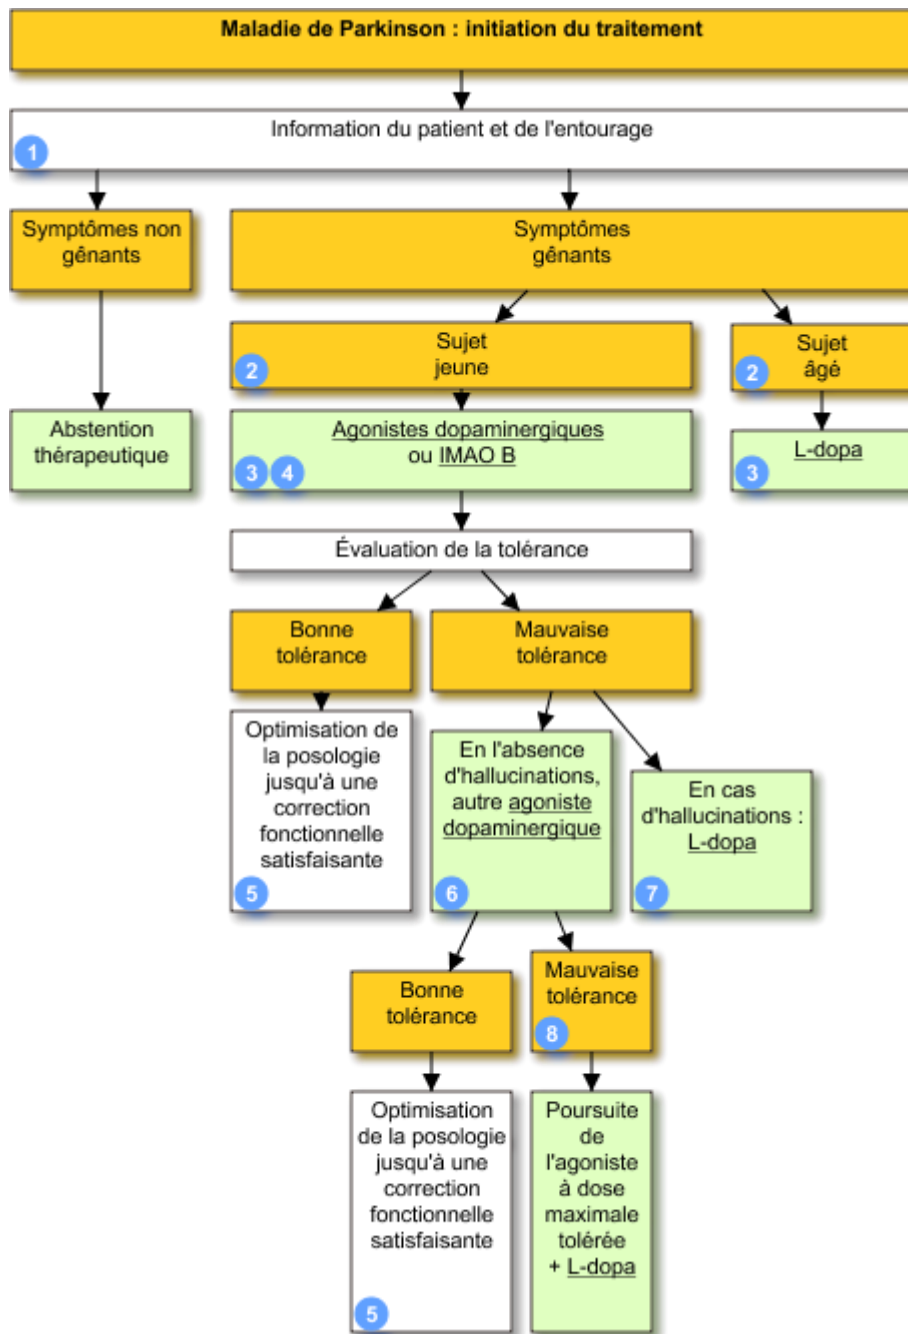 Maladie de Parkinson : initiation du traitement
Information du patient et de l'entourage
1
Symptômes non
gênants
Symptômes
gênants
Sujet
jeune
2
Sujet
âgé
2
Abstention
thérapeutique
Agonistes dopaminergiques
ou IMAO B
3 4
L-dopa
3
Évaluation de la tolérance
Bonne
tolérance
Mauvaise
tolérance
Optimisation de
la posologie
jusqu'à une
correction
fonctionnelle
satisfaisante
5
En l'absence
d'hallucinations,
autre agoniste
dopaminergique
6
En cas
d'hallucinations :
L-dopa
7
Bonne
tolérance
Mauvaise
tolérance
8
Optimisation
de la posologie
jusqu'à une
correction
fonctionnelle
satisfaisante
5
Poursuite
de
l'agoniste
à dose
maximale
tolérée
+ L-dopa